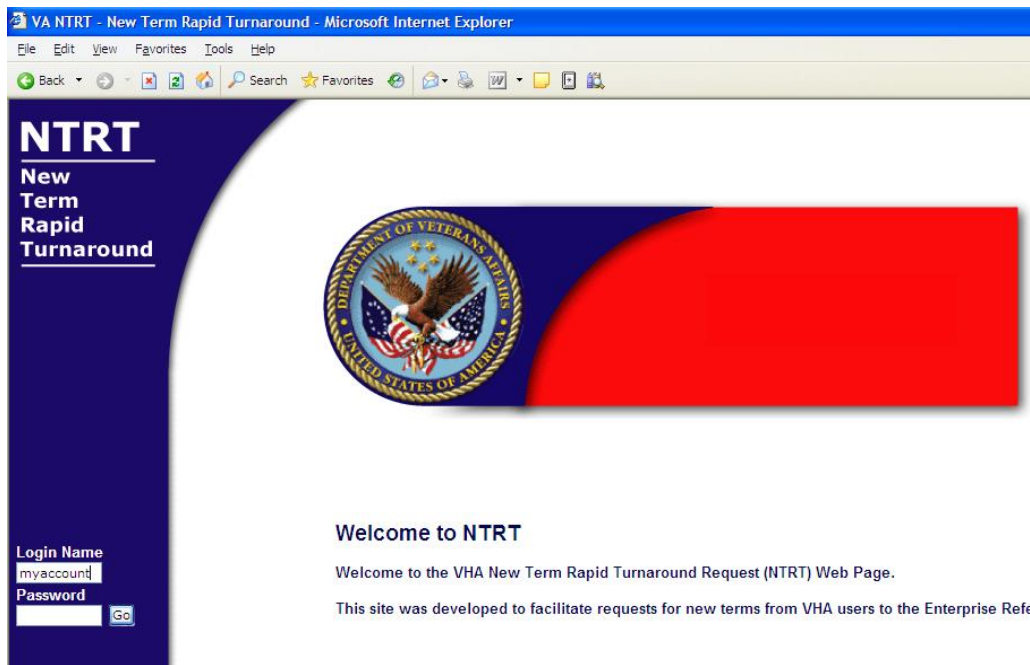 VA NTRT - New Term Rapid Turnaround - Microsoft Internet Explorer
File Edit View Favorites Tools Help
Back Search Favorites
NTRT
New
Term
Rapid
Turnaround
DEPARTMENT OF VETERANS AFFAIRS
UNITED STATES OF AMERICA
Welcome to NTRT
Welcome to the VHA New Term Rapid Turnaround Request (NTRT) Web Page.
This site was developed to facilitate requests for new terms from VHA users to the Enterprise Refe
Login Name
myaccount
Password
Go